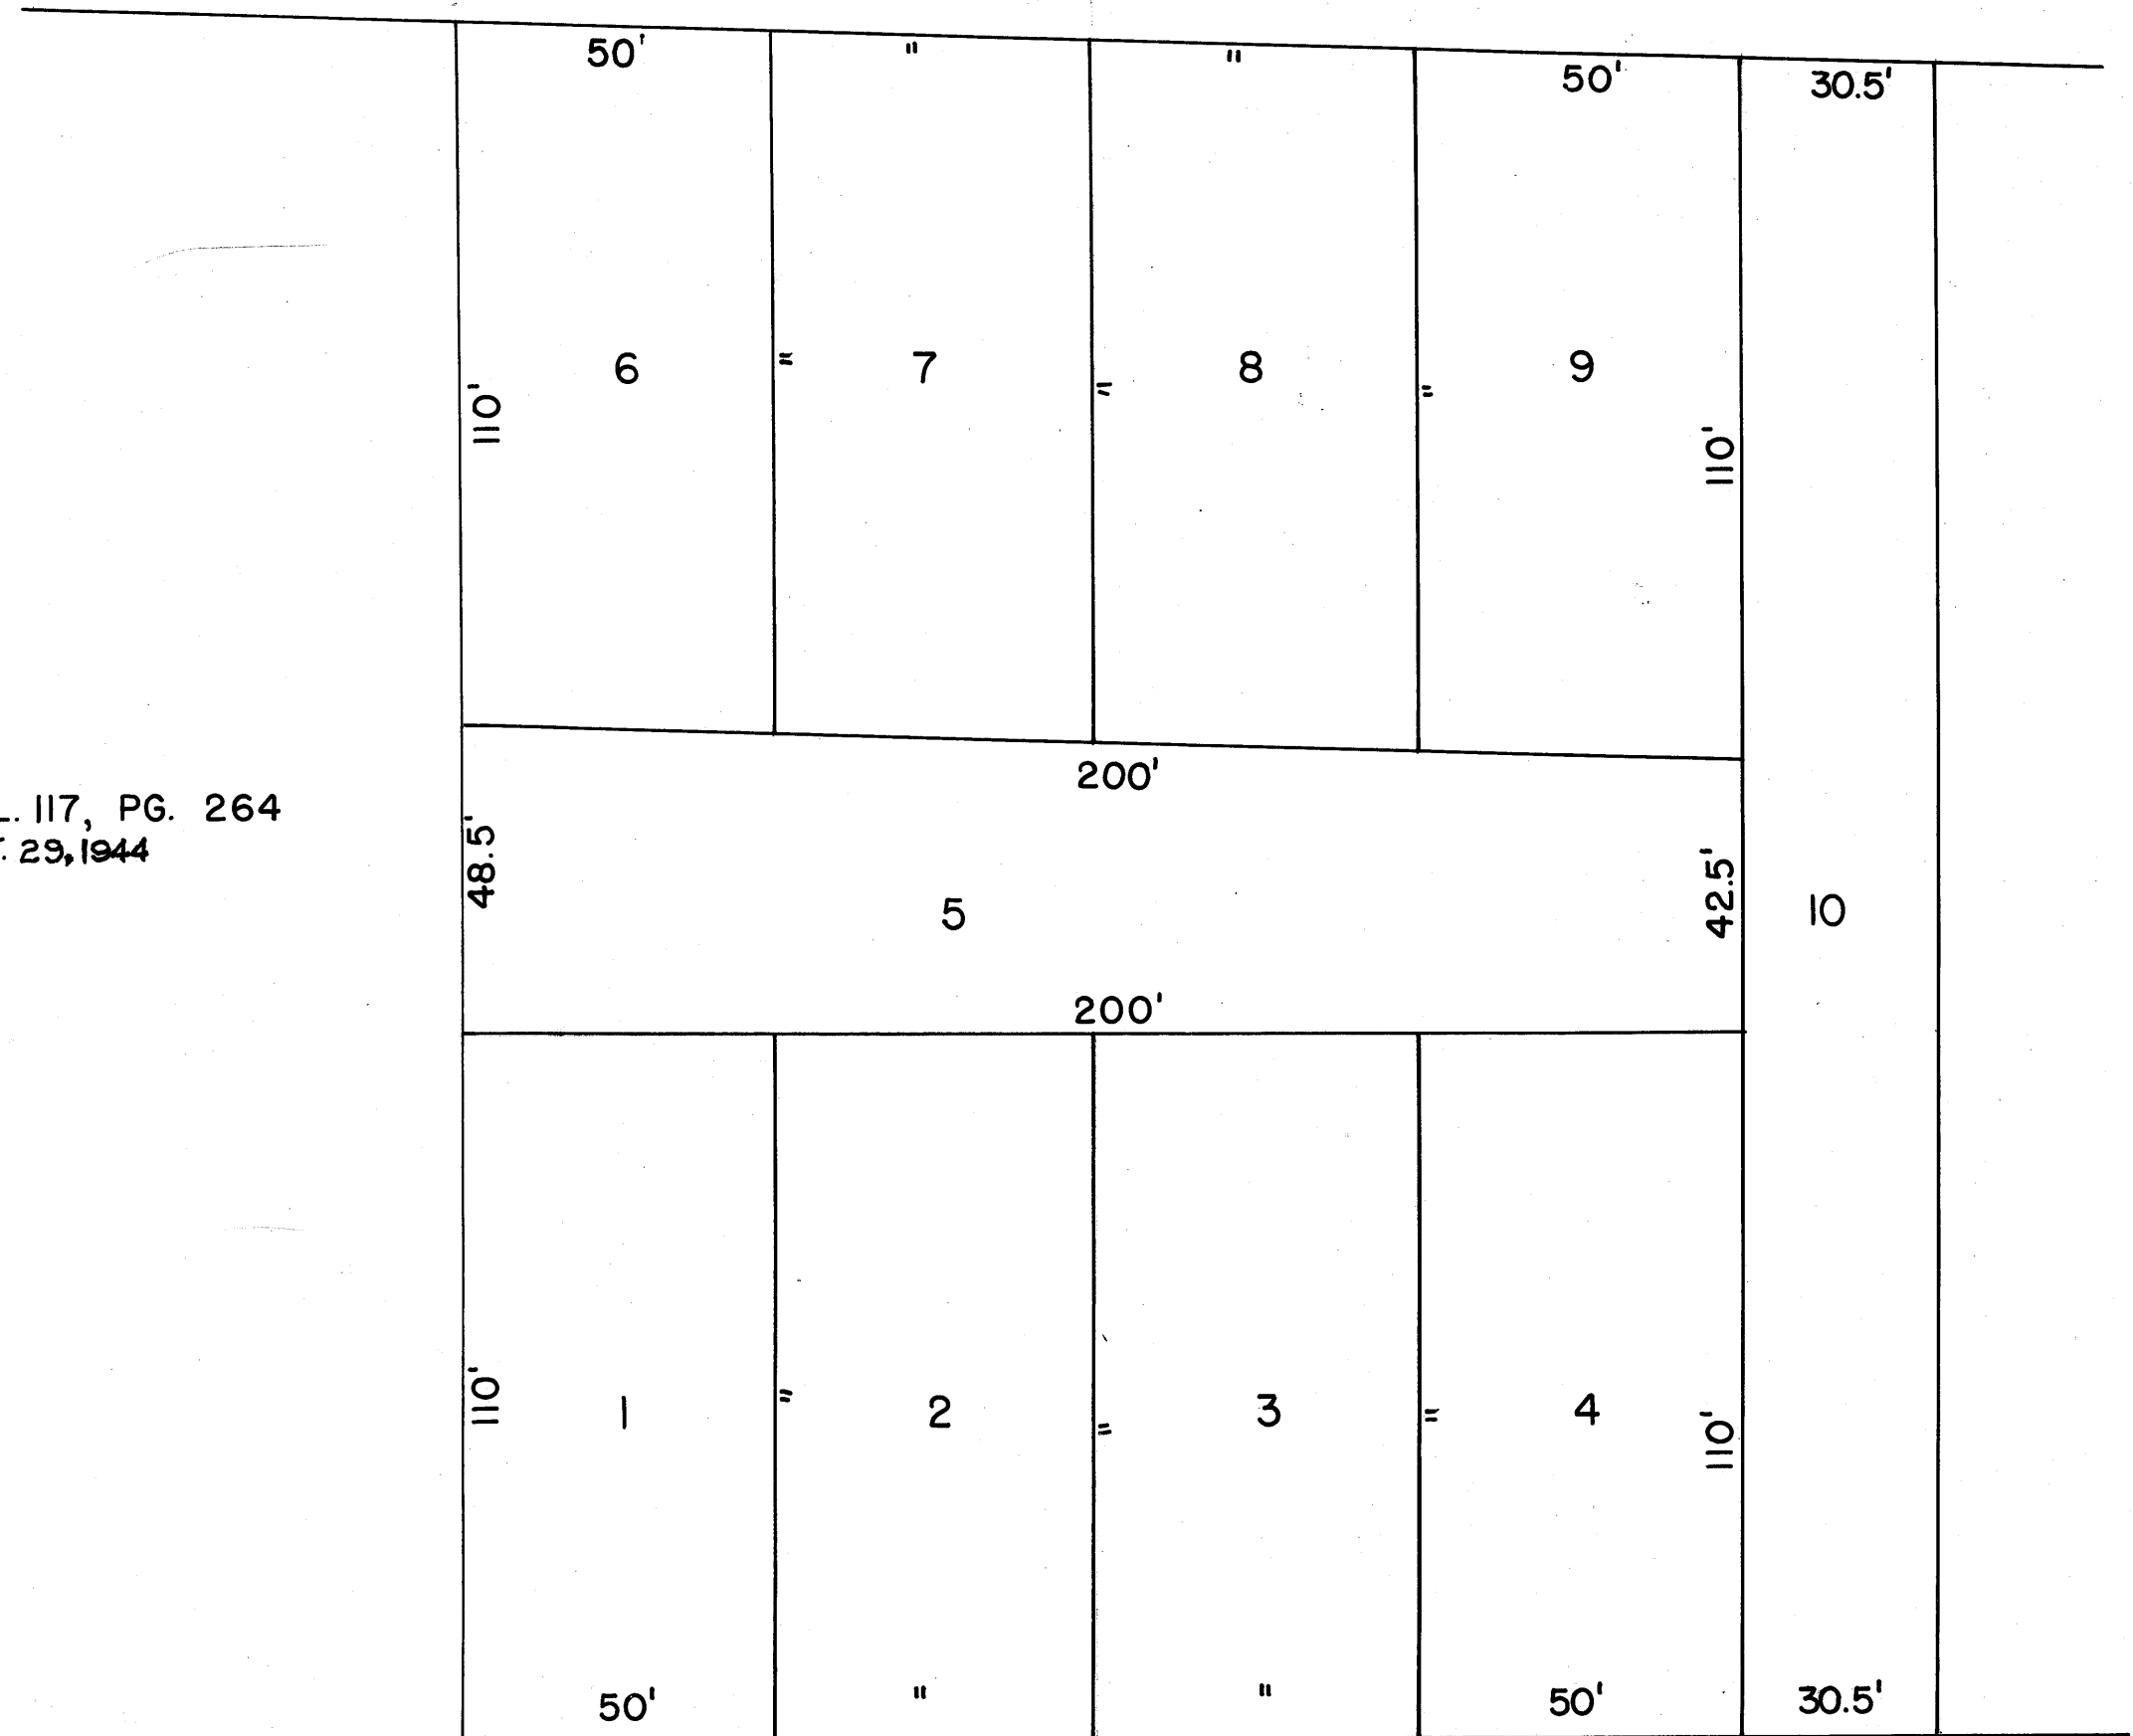 50' " " 50' 30.5'
6 " 7 " 8 " 9
110' 110'
200'
117, PG. 264
29, 1944
48.5' 42.5'
5 10
200'
110' 1 " 2 " 3 " 4 110'
50' " " 50' 30.5'